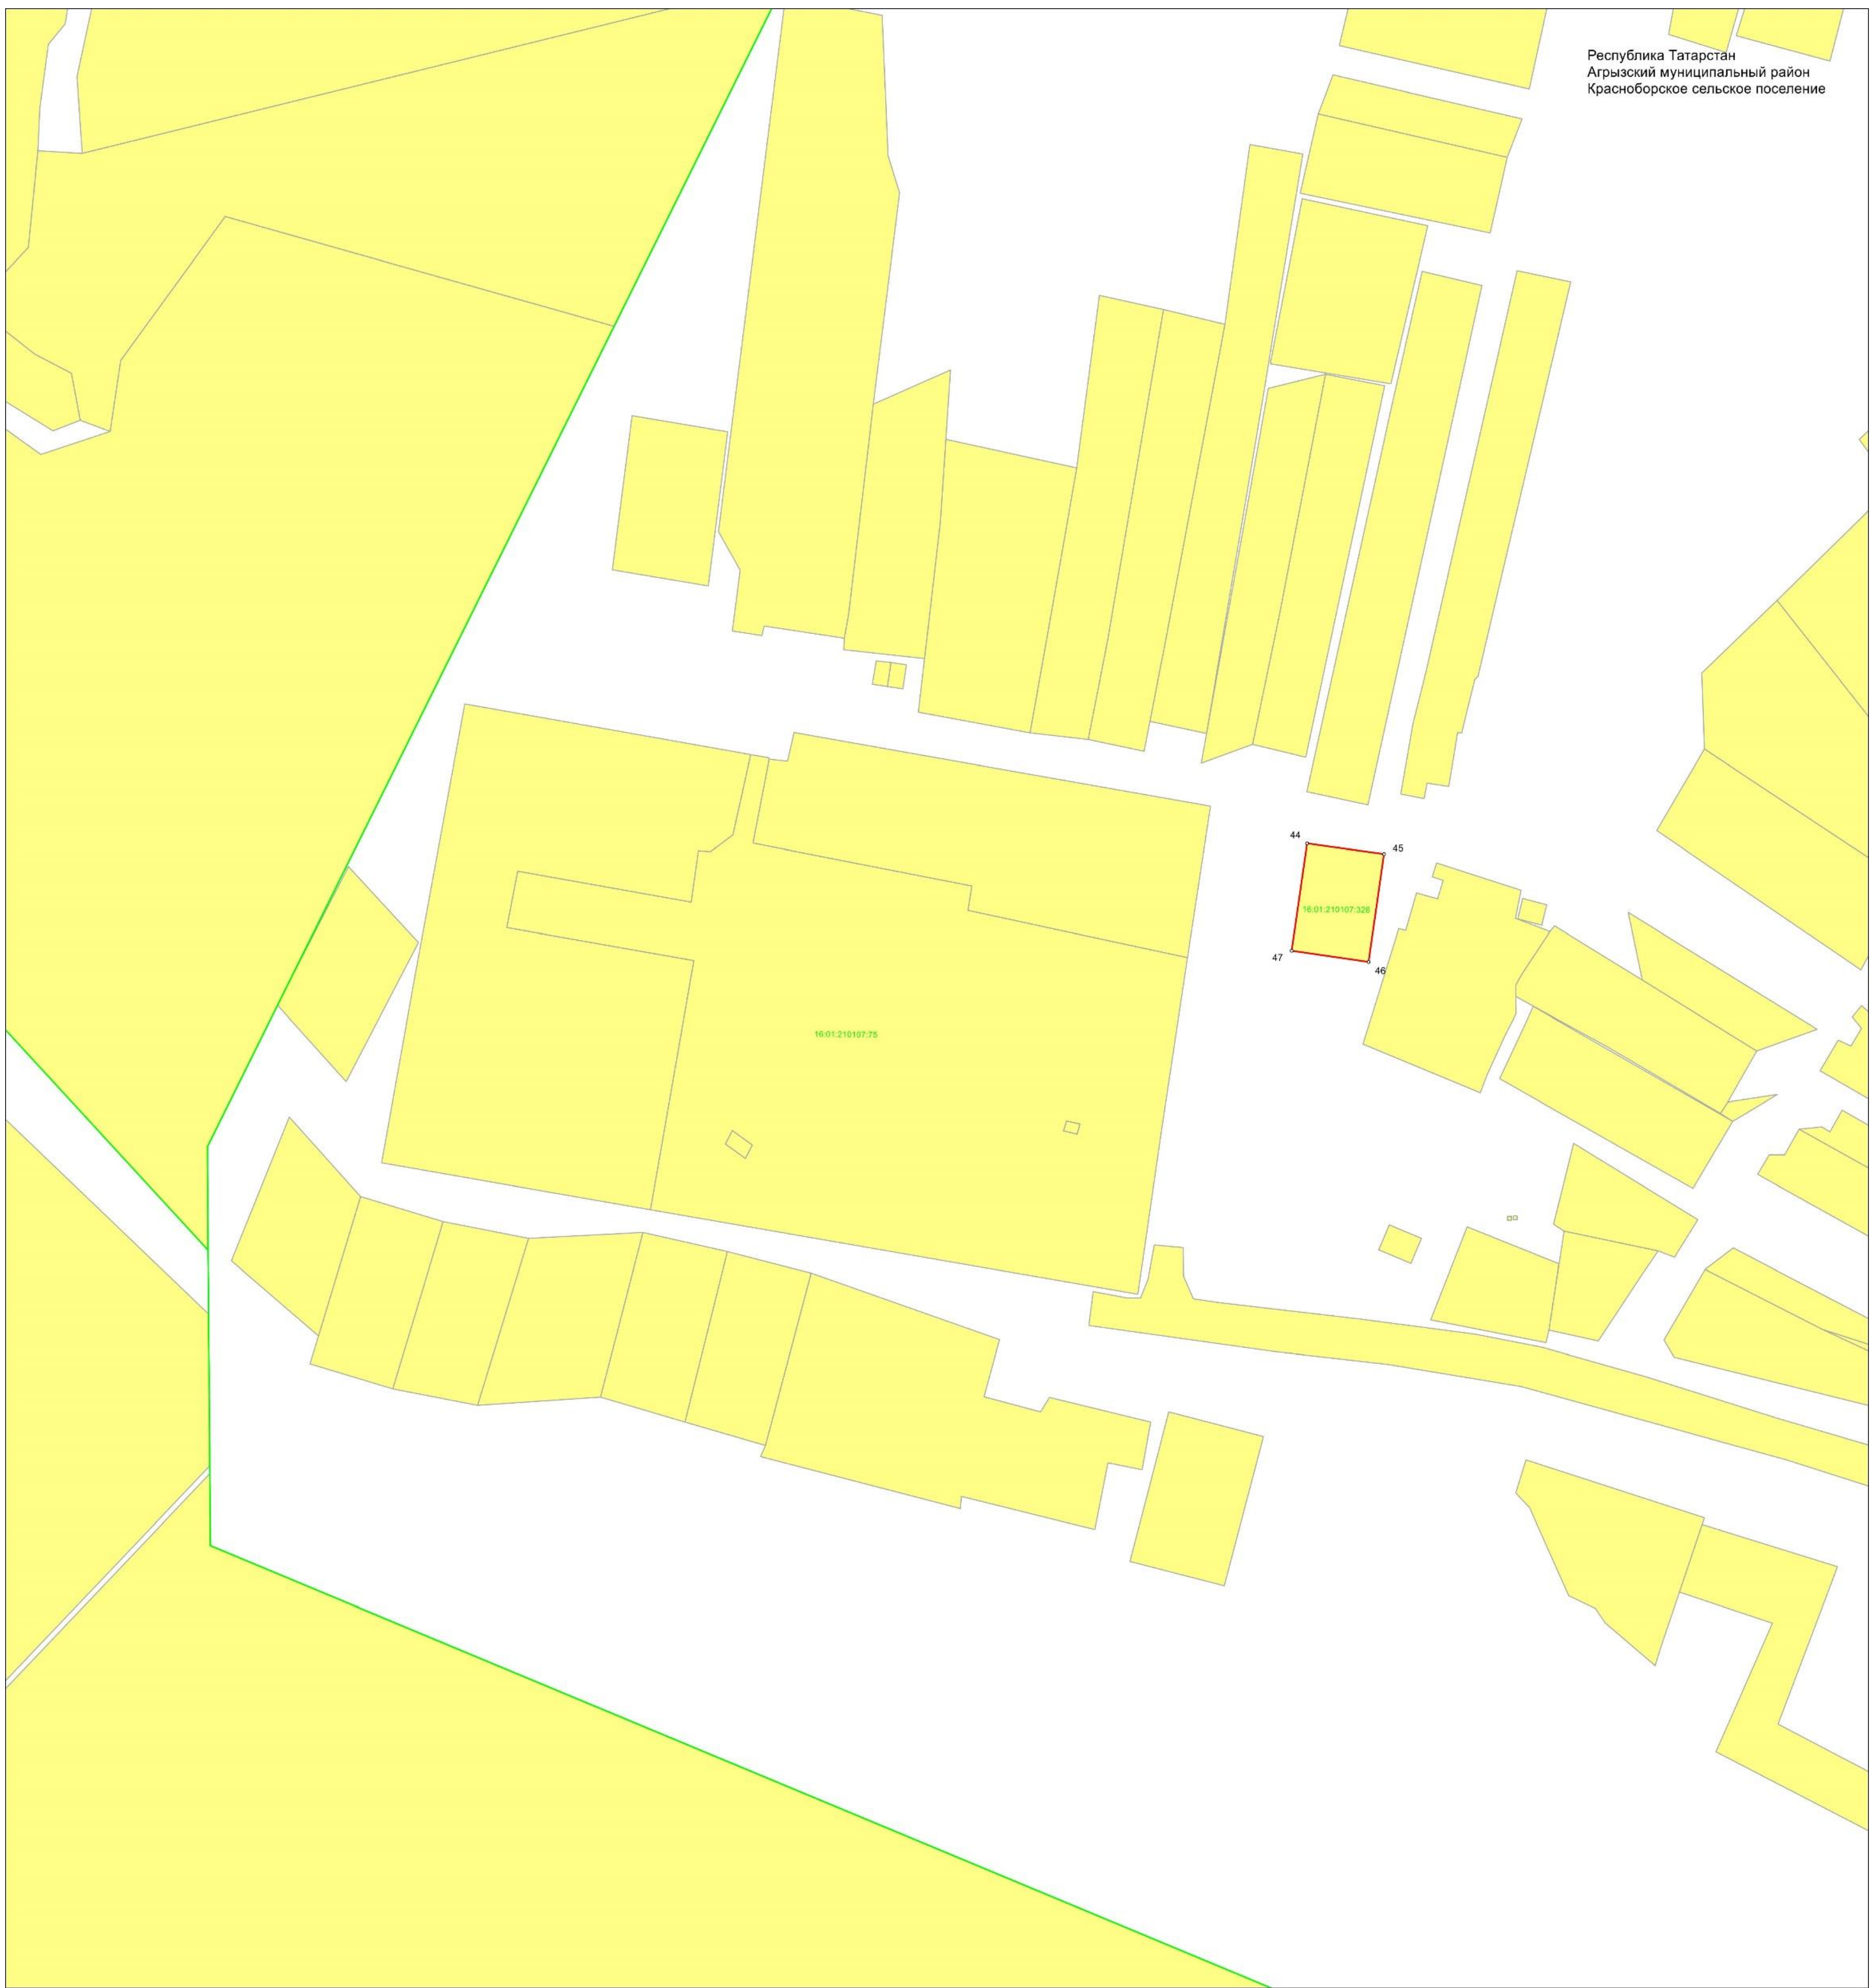 Республика Татарстан
Агрызский муниципальный район
Красноборское сельское поселение
44
45
16:01:210107:326
47
46
16:01:210107:75